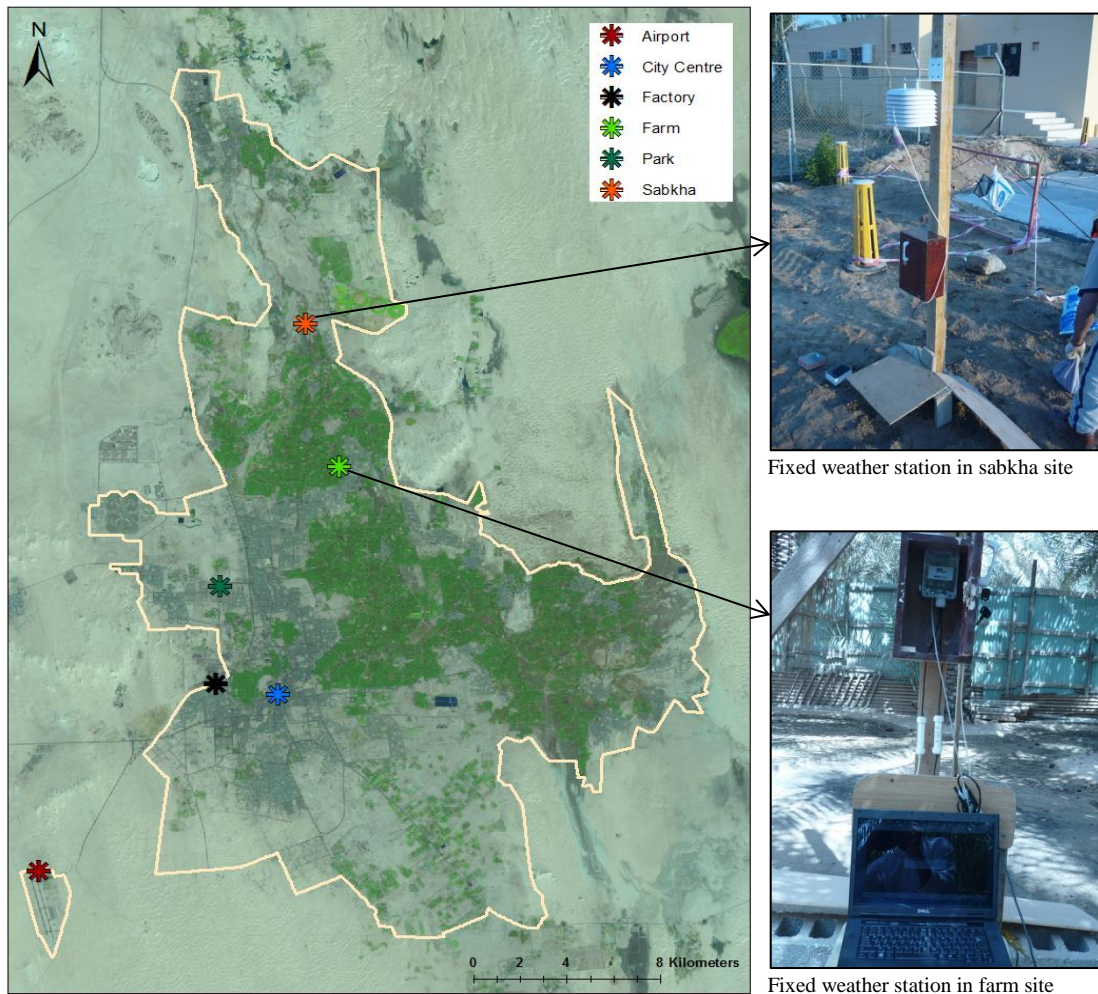 N
Airport
City Centre
Factory
Farm
Park
Sabkha
0 2 4 8 Kilometers
Fixed weather station in sabkha site
DELL
Fixed weather station in farm site